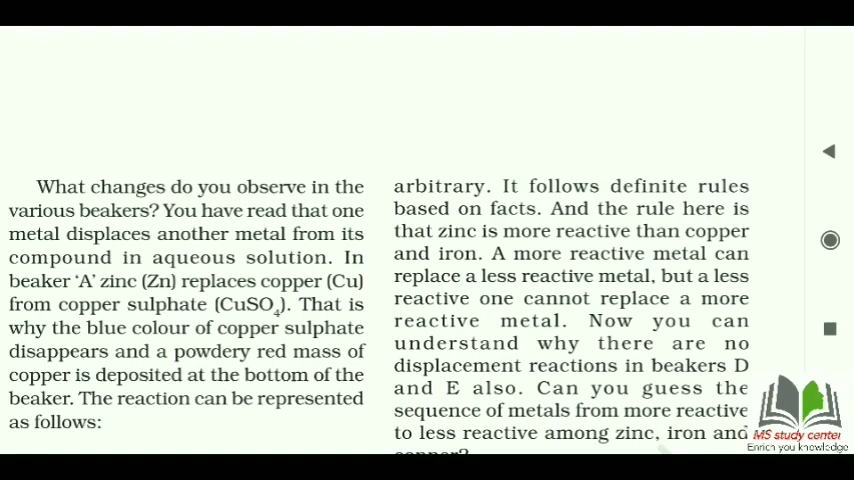 What changes do you observe in the
various beakers? You have read that one
metal displaces another metal from its
compound in aqueous solution. In
beaker ‘A’ zinc (Zn) replaces copper (Cu)
from copper sulphate (CuSO₄). That is
why the blue colour of copper sulphate
disappears and a powdery red mass of
copper is deposited at the bottom of the
beaker. The reaction can be represented
as follows:
arbitrary. It follows definite rules
based on facts. And the rule here is
that zinc is more reactive than copper
and iron. A more reactive metal can
replace a less reactive metal, but a less
reactive one cannot replace a more
reactive metal. Now you can
understand why there are no
displacement reactions in beakers D
and E also. Can you guess the
sequence of metals from more reactive
to less reactive among zinc, iron and
copper?
MS study center
Enrich you knowledge